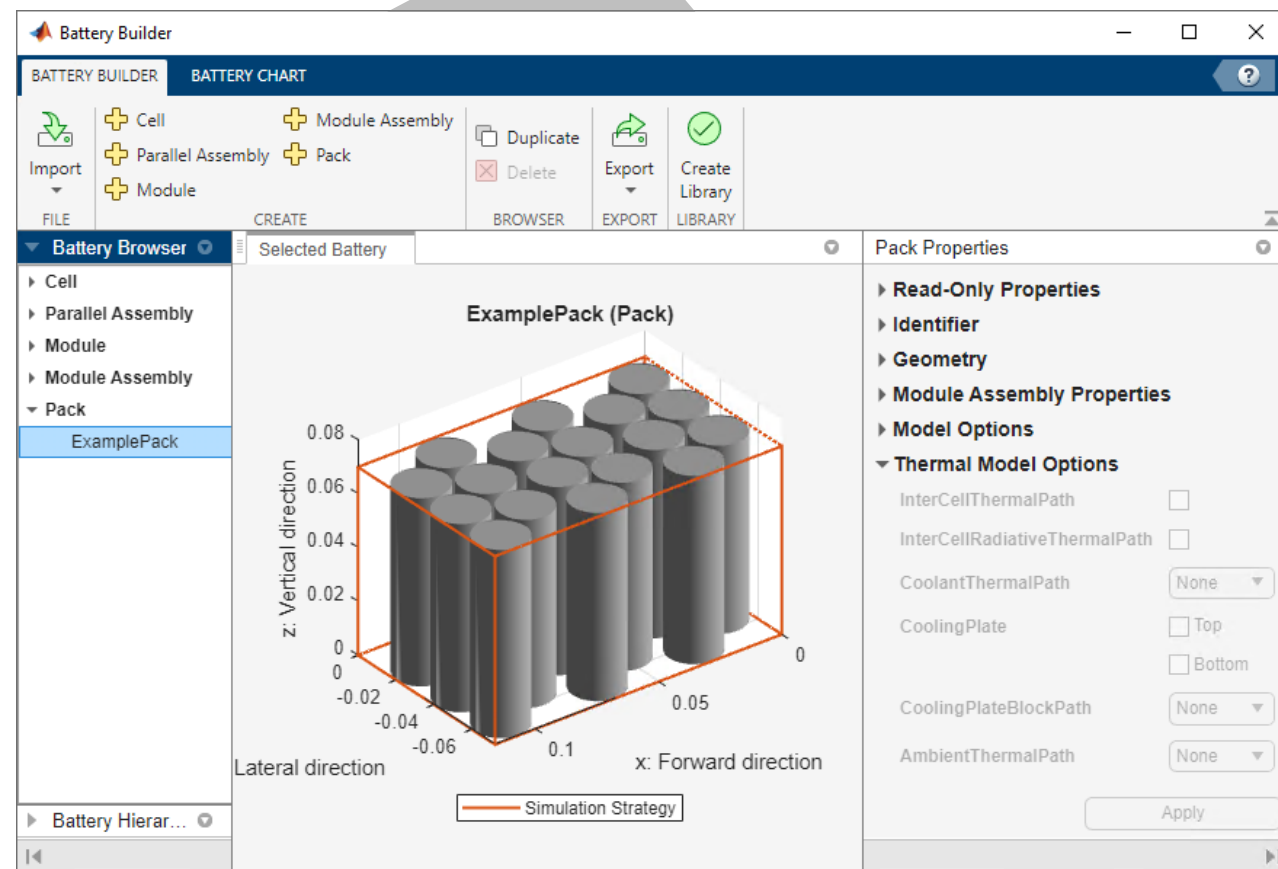 Battery Builder
BATTERY BUILDER BATTERY CHART
?
Import
Cell
Parallel Assembly
Module
Module Assembly
Pack
Duplicate
Delete
Export
Create
Library
FILE CREATE BROWSER EXPORT LIBRARY
Battery Browser
Cell
Parallel Assembly
Module
Module Assembly
Pack
ExamplePack
Battery Hierar...
Selected Battery
ExamplePack (Pack)
z: Vertical direction
0.08
0.06
0.04
0.02
0
0
-0.02
-0.04
-0.06
0.1
0.05
0
Lateral direction
x: Forward direction
Simulation Strategy
Pack Properties
Read-Only Properties
Identifier
Geometry
Module Assembly Properties
Model Options
Thermal Model Options
InterCellThermalPath
InterCellRadiativeThermalPath
CoolantThermalPath None
CoolingPlate Top
Bottom
CoolingPlateBlockPath None
AmbientThermalPath None
Apply